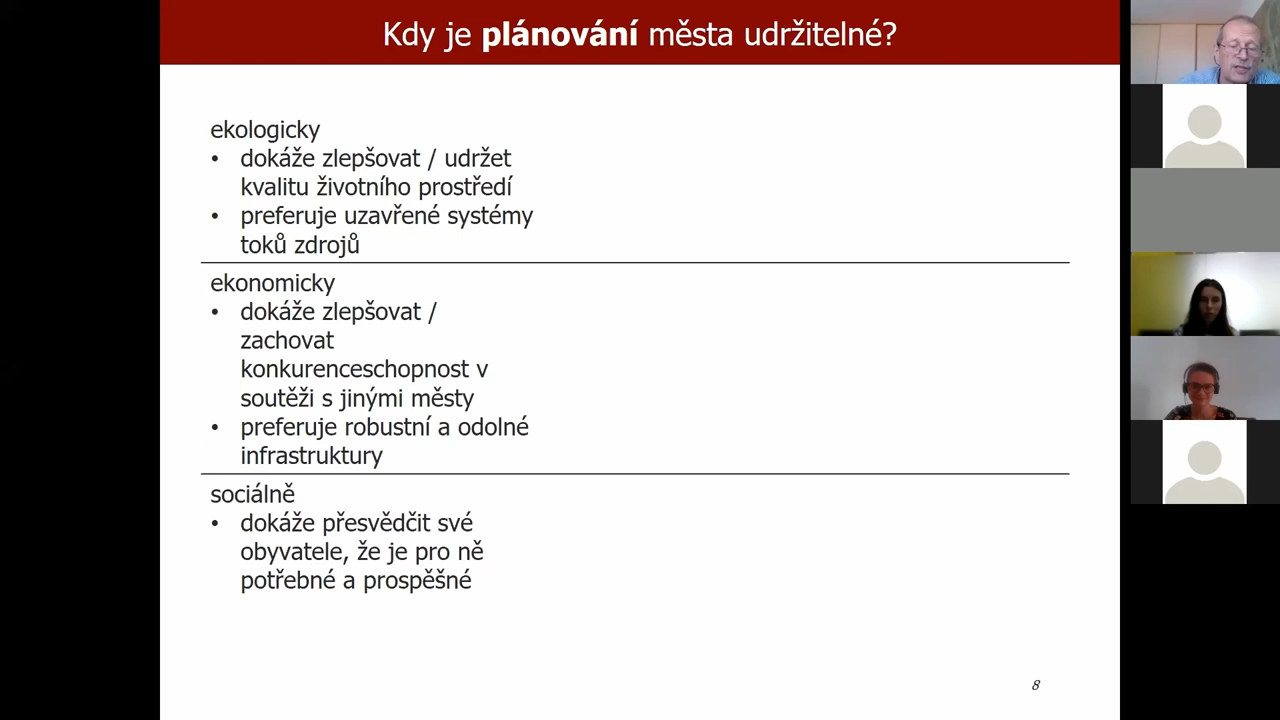 Kdy je plánování města udržitelné?
ekologicky
• dokáže zlepšovat / udržet
kvalitu životního prostředí
• preferuje uzavřené systémy
toků zdrojů
ekonomicky
• dokáže zlepšovat /
zachovat
konkurenceschopnost v
soutěži s jinými městy
• preferuje robustní a odolné
infrastruktury
sociálně
• dokáže přesvědčit své
obyvatele, že je pro ně
potřebné a prospěšné
8